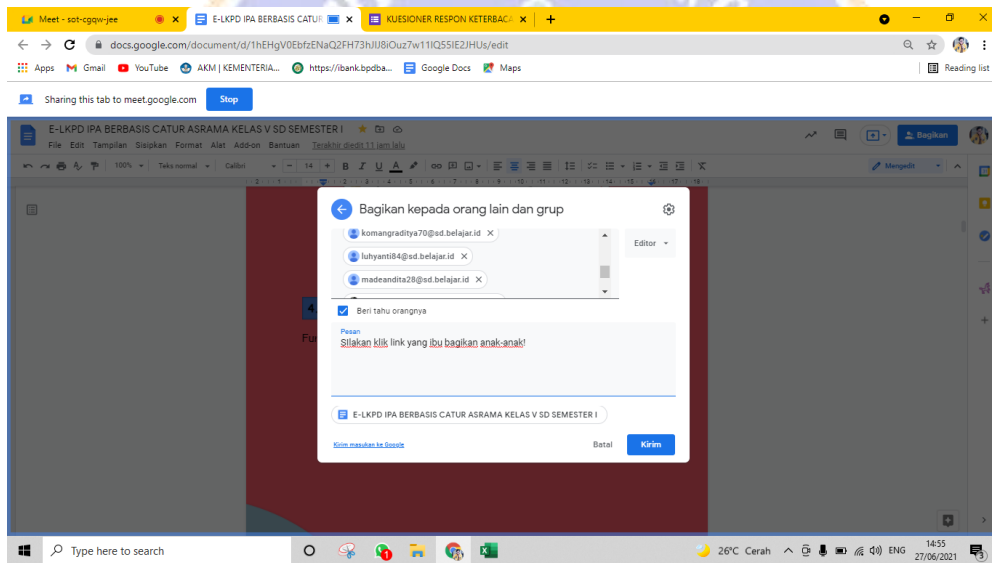 Meet - sot-cgqw-jee
E-LKPD IPA BERBASIS CATUR
KUESIONER RESPON KETERBACA
docs.google.com/document/d/1hEHgV0EbfzENaQ2FH73hJIJ8iOuz7w11IQ55IE2JHUs/edit
Apps Gmail YouTube AKM | KEMENTERIA... https://ibank.bpdba... Google Docs Maps Reading list
Sharing this tab to meet.google.com Stop
E-LKPD IPA BERBASIS CATUR ASRAMA KELAS V SD SEMESTER I
File Edit Tampilan Sisipkan Format Alat Add-on Bantuan Terakhir diedit 11 jam lalu
Bagikan
100% Teks normal Calibri 14 B I U A Mengedit
Bagikan kepada orang lain dan grup
komangraditya70@sd.belajar.id
Editor
luhyanti84@sd.belajar.id
madeandita28@sd.belajar.id
Beri tahu orangnya
Pesan
SIlakan klik link yang ibu bagikan anak-anak!
E-LKPD IPA BERBASIS CATUR ASRAMA KELAS V SD SEMESTER I
Kirim masukan ke Google Batal Kirim
4.
Fu
Type here to search
26°C Cerah ENG
14:55
27/06/2021